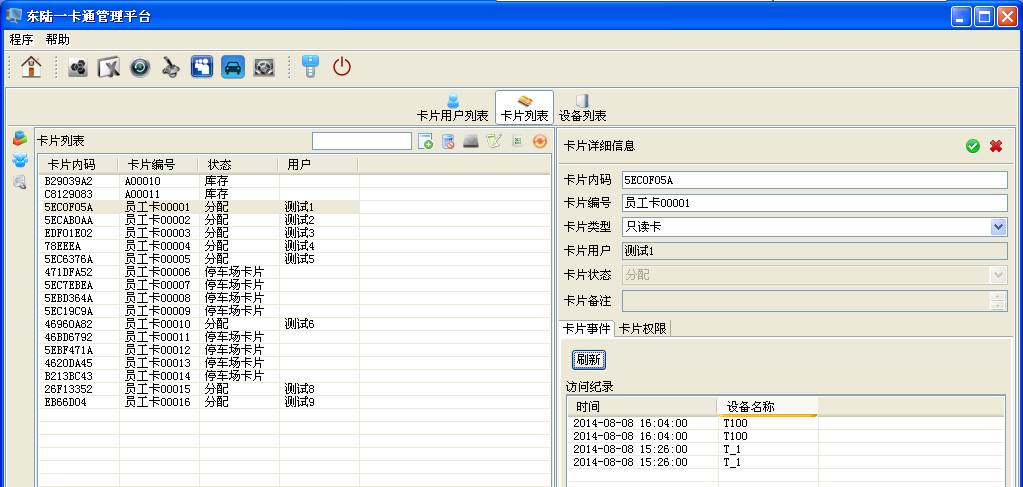 东陆一卡通管理平台
程序 帮助
卡片用户列表 卡片列表 设备列表
卡片列表
卡片内码 卡片编号 状态 用户
B29039A2 A00010 库存
C8129083 A00011 库存
5EC0F05A 员工卡00001 分配 测试1
5ECAB0AA 员工卡00002 分配 测试2
EDF01E02 员工卡00003 分配 测试3
78EEEA 员工卡00004 分配 测试4
5EC6376A 员工卡00005 分配 测试5
471DFA52 员工卡00006 停车场卡片
5EC7EBEA 员工卡00007 停车场卡片
5EBD364A 员工卡00008 停车场卡片
5EC19C9A 员工卡00009 停车场卡片
46960A82 员工卡00010 分配 测试6
46BD6792 员工卡00011 停车场卡片
5EBF471A 员工卡00012 停车场卡片
4620DA45 员工卡00013 停车场卡片
B213BC43 员工卡00014 停车场卡片
26F13352 员工卡00015 分配 测试8
EB66D04 员工卡00016 分配 测试9
卡片详细信息
卡片内码 5EC0F05A
卡片编号 员工卡00001
卡片类型 只读卡
卡片用户 测试1
卡片状态 分配
卡片备注
卡片事件 卡片权限
刷新
访问纪录
时间 设备名称
2014-08-08 16:04:00 T100
2014-08-08 16:04:00 T100
2014-08-08 15:26:00 T_1
2014-08-08 15:26:00 T_1